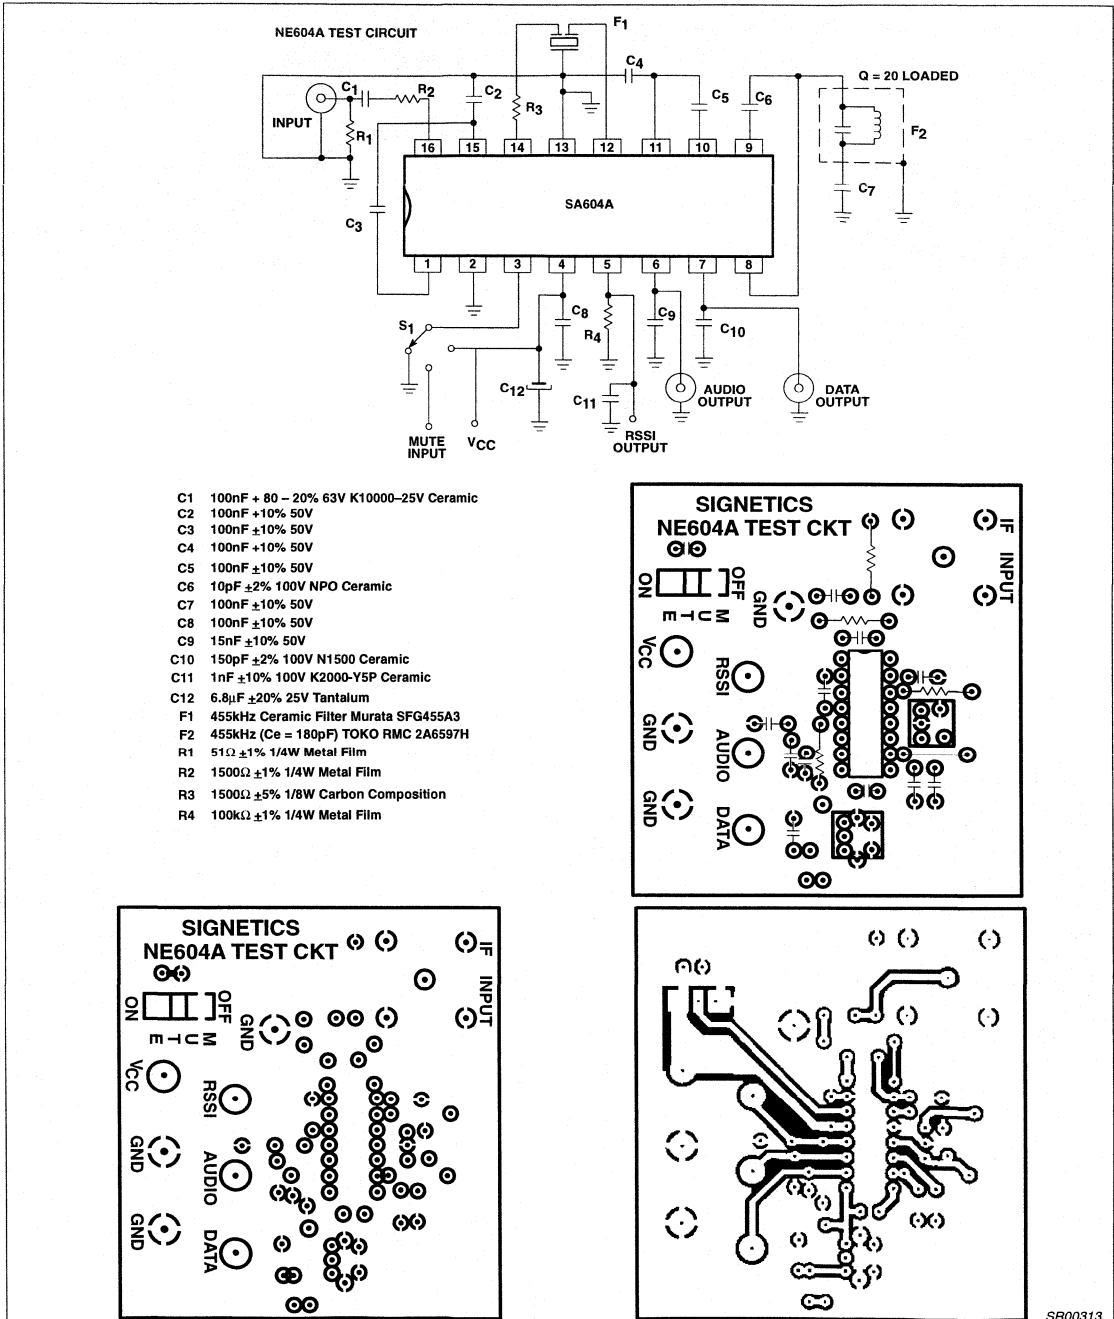 NE604A TEST CIRCUIT
F1
C4
Q = 20 LOADED
C1
R2
C2
R3
C5
C6
F2
INPUT
R1
16 15 14 13 12 11 10 9
C7
SA604A
C3
1 2 3 4 5 6 7 8
S1
C8
R4
C9
C10
C12
C11
AUDIO
OUTPUT
DATA
OUTPUT
MUTE
INPUT
VCC
RSSI
OUTPUT
C1 100nF + 80 – 20% 63V K10000–25V Ceramic
C2 100nF +10% 50V
C3 100nF ±10% 50V
C4 100nF +10% 50V
C5 100nF ±10% 50V
C6 10pF ±2% 100V NPO Ceramic
C7 100nF ±10% 50V
C8 100nF ±10% 50V
C9 15nF ±10% 50V
C10 150pF ±2% 100V N1500 Ceramic
C11 1nF ±10% 100V K2000-Y5P Ceramic
C12 6.8µF ±20% 25V Tantalum
F1 455kHz Ceramic Filter Murata SFG455A3
F2 455kHz (Ce = 180pF) TOKO RMC 2A6597H
R1 51Ω ±1% 1/4W Metal Film
R2 1500Ω ±1% 1/4W Metal Film
R3 1500Ω ±5% 1/8W Carbon Composition
R4 100kΩ ±1% 1/4W Metal Film
SIGNETICS
NE604A TEST CKT
IF
INPUT
ON
OFF
MUTE
GND
VCC
RSSI
GND
AUDIO
GND
DATA
SIGNETICS
NE604A TEST CKT
IF
INPUT
ON
OFF
MUTE
GND
VCC
RSSI
GND
AUDIO
GND
DATA
SR00313